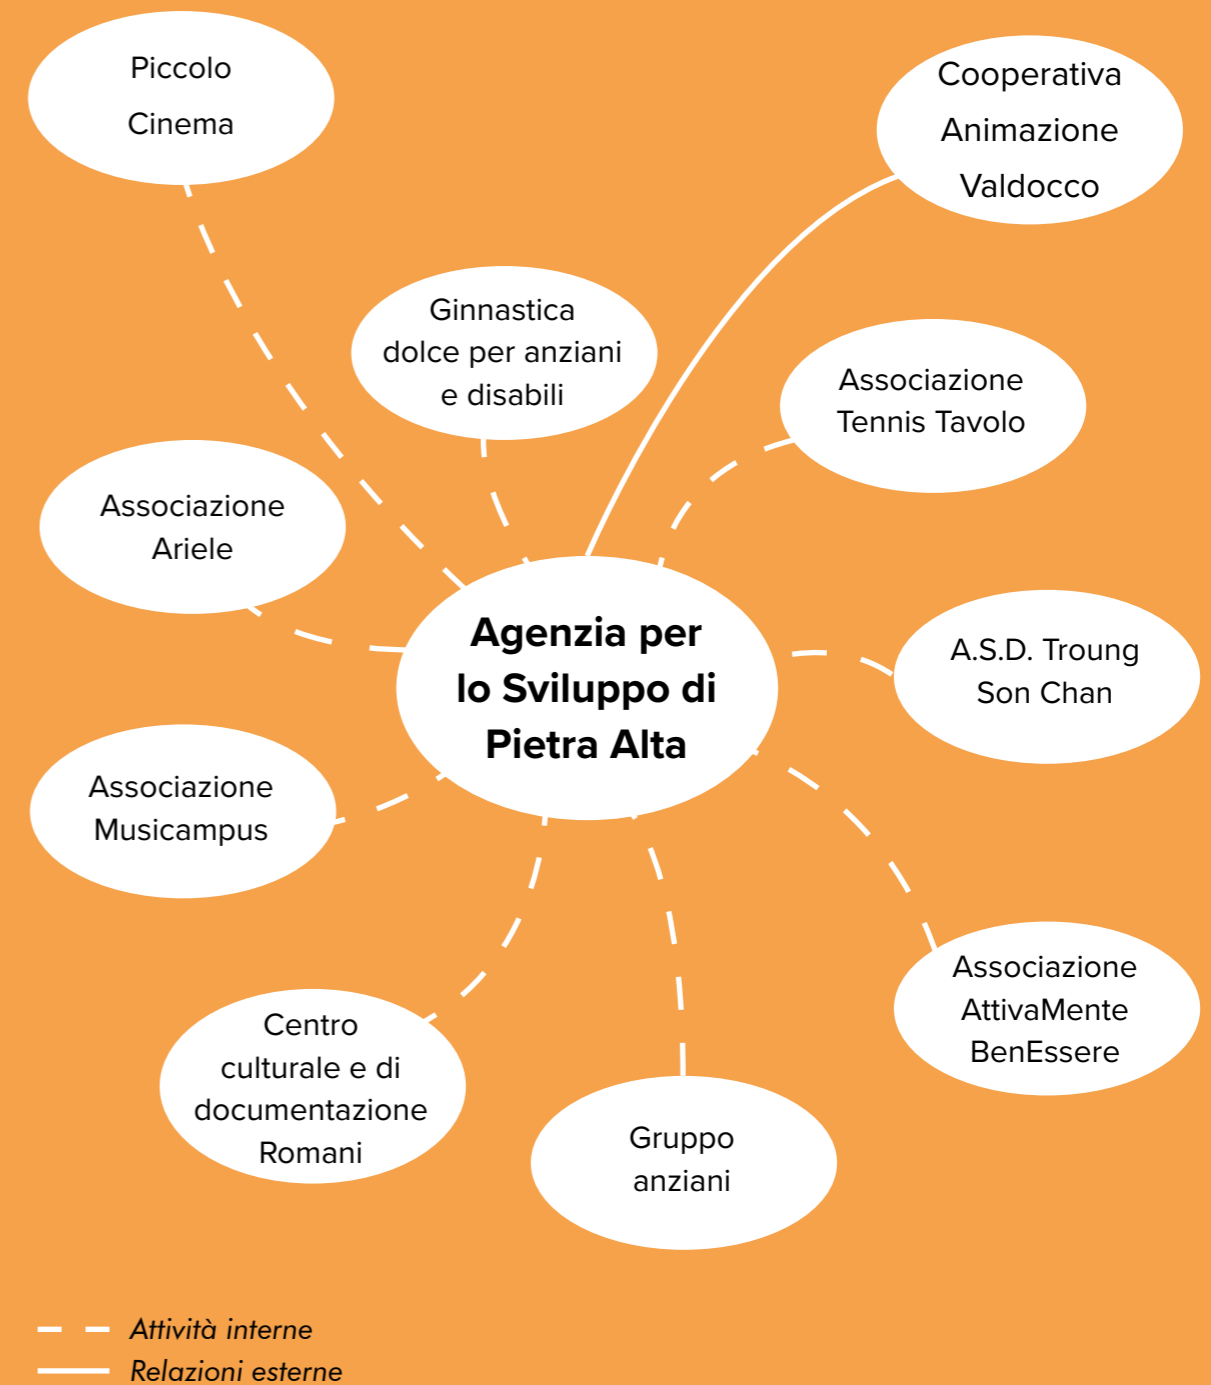 Piccolo
Cinema
Cooperativa
Animazione
Valdocco
Ginnastica
dolce per anziani
e disabili
Associazione
Tennis Tavolo
Associazione
Ariele
Agenzia per
lo Sviluppo di
Pietra Alta
A.S.D. Troung
Son Chan
Associazione
Musicampus
Associazione
AttivaMente
BenEssere
Centro
culturale e di
documentazione
Romani
Gruppo
anziani
Attività interne
Relazioni esterne